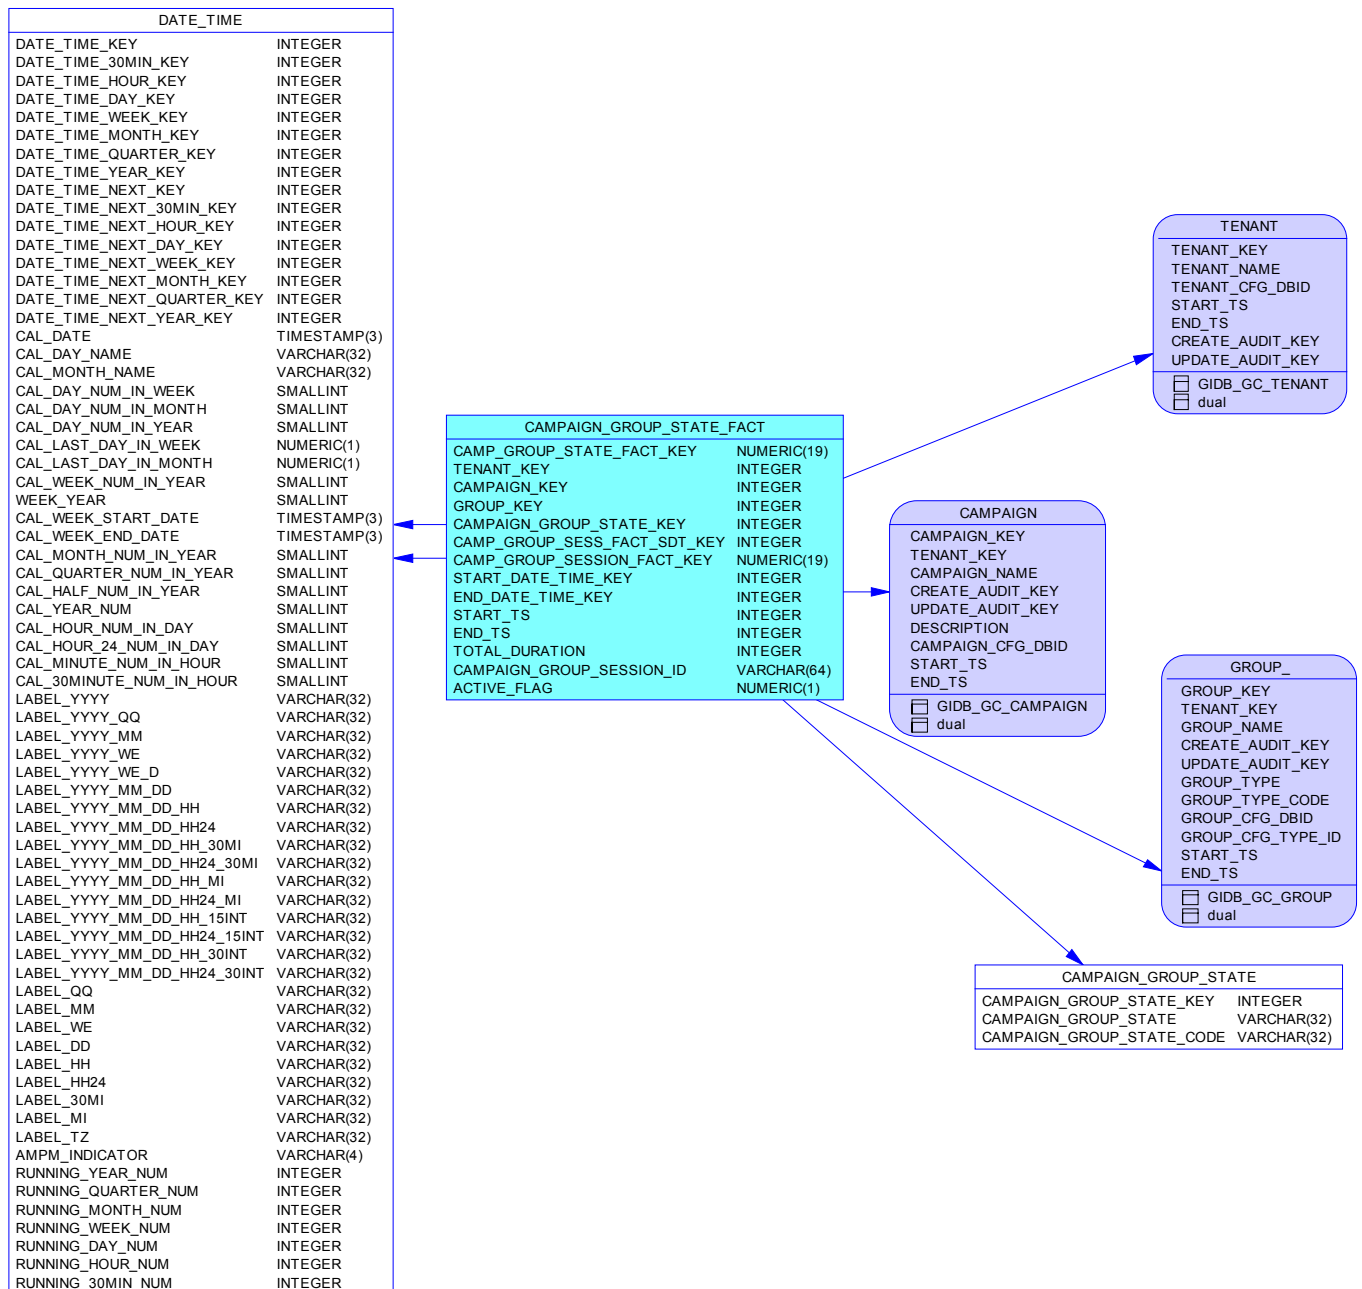 DATE_TIME
DATE_TIME_KEY INTEGER
DATE_TIME_30MIN_KEY INTEGER
DATE_TIME_HOUR_KEY INTEGER
DATE_TIME_DAY_KEY INTEGER
DATE_TIME_WEEK_KEY INTEGER
DATE_TIME_MONTH_KEY INTEGER
DATE_TIME_QUARTER_KEY INTEGER
DATE_TIME_YEAR_KEY INTEGER
DATE_TIME_NEXT_KEY INTEGER
DATE_TIME_NEXT_30MIN_KEY INTEGER
DATE_TIME_NEXT_HOUR_KEY INTEGER
DATE_TIME_NEXT_DAY_KEY INTEGER
DATE_TIME_NEXT_WEEK_KEY INTEGER
DATE_TIME_NEXT_MONTH_KEY INTEGER
DATE_TIME_NEXT_QUARTER_KEY INTEGER
DATE_TIME_NEXT_YEAR_KEY INTEGER
CAL_DATE TIMESTAMP(3)
CAL_DAY_NAME VARCHAR(32)
CAL_MONTH_NAME VARCHAR(32)
CAL_DAY_NUM_IN_WEEK SMALLINT
CAL_DAY_NUM_IN_MONTH SMALLINT
CAL_DAY_NUM_IN_YEAR SMALLINT
CAL_LAST_DAY_IN_WEEK NUMERIC(1)
CAL_LAST_DAY_IN_MONTH NUMERIC(1)
CAL_WEEK_NUM_IN_YEAR SMALLINT
WEEK_YEAR SMALLINT
CAL_WEEK_START_DATE TIMESTAMP(3)
CAL_WEEK_END_DATE TIMESTAMP(3)
CAL_MONTH_NUM_IN_YEAR SMALLINT
CAL_QUARTER_NUM_IN_YEAR SMALLINT
CAL_HALF_NUM_IN_YEAR SMALLINT
CAL_YEAR_NUM SMALLINT
CAL_HOUR_NUM_IN_DAY SMALLINT
CAL_HOUR_24_NUM_IN_DAY SMALLINT
CAL_MINUTE_NUM_IN_HOUR SMALLINT
CAL_30MINUTE_NUM_IN_HOUR SMALLINT
LABEL_YYYY VARCHAR(32)
LABEL_YYYY_QQ VARCHAR(32)
LABEL_YYYY_MM VARCHAR(32)
LABEL_YYYY_WE VARCHAR(32)
LABEL_YYYY_WE_D VARCHAR(32)
LABEL_YYYY_MM_DD VARCHAR(32)
LABEL_YYYY_MM_DD_HH VARCHAR(32)
LABEL_YYYY_MM_DD_HH24 VARCHAR(32)
LABEL_YYYY_MM_DD_HH_30MI VARCHAR(32)
LABEL_YYYY_MM_DD_HH24_30MI VARCHAR(32)
LABEL_YYYY_MM_DD_HH_MI VARCHAR(32)
LABEL_YYYY_MM_DD_HH24_MI VARCHAR(32)
LABEL_YYYY_MM_DD_HH_15INT VARCHAR(32)
LABEL_YYYY_MM_DD_HH24_15INT VARCHAR(32)
LABEL_YYYY_MM_DD_HH_30INT VARCHAR(32)
LABEL_YYYY_MM_DD_HH24_30INT VARCHAR(32)
LABEL_QQ VARCHAR(32)
LABEL_MM VARCHAR(32)
LABEL_WE VARCHAR(32)
LABEL_DD VARCHAR(32)
LABEL_HH VARCHAR(32)
LABEL_HH24 VARCHAR(32)
LABEL_30MI VARCHAR(32)
LABEL_MI VARCHAR(32)
LABEL_TZ VARCHAR(32)
AMPM_INDICATOR VARCHAR(4)
RUNNING_YEAR_NUM INTEGER
RUNNING_QUARTER_NUM INTEGER
RUNNING_MONTH_NUM INTEGER
RUNNING_WEEK_NUM INTEGER
RUNNING_DAY_NUM INTEGER
RUNNING_HOUR_NUM INTEGER
RUNNING_30MIN_NUM INTEGER
CAMPAIGN_GROUP_STATE_FACT
CAMP_GROUP_STATE_FACT_KEY NUMERIC(19)
TENANT_KEY INTEGER
CAMPAIGN_KEY INTEGER
GROUP_KEY INTEGER
CAMPAIGN_GROUP_STATE_KEY INTEGER
CAMP_GROUP_SESS_FACT_SDT_KEY INTEGER
CAMP_GROUP_SESSION_FACT_KEY NUMERIC(19)
START_DATE_TIME_KEY INTEGER
END_DATE_TIME_KEY INTEGER
START_TS INTEGER
END_TS INTEGER
TOTAL_DURATION INTEGER
CAMPAIGN_GROUP_SESSION_ID VARCHAR(64)
ACTIVE_FLAG NUMERIC(1)
TENANT
TENANT_KEY
TENANT_NAME
TENANT_CFG_DBID
START_TS
END_TS
CREATE_AUDIT_KEY
UPDATE_AUDIT_KEY
GIDB_GC_TENANT
dual
CAMPAIGN
CAMPAIGN_KEY
TENANT_KEY
CAMPAIGN_NAME
CREATE_AUDIT_KEY
UPDATE_AUDIT_KEY
DESCRIPTION
CAMPAIGN_CFG_DBID
START_TS
END_TS
GIDB_GC_CAMPAIGN
dual
GROUP_
GROUP_KEY
TENANT_KEY
GROUP_NAME
CREATE_AUDIT_KEY
UPDATE_AUDIT_KEY
GROUP_TYPE
GROUP_TYPE_CODE
GROUP_CFG_DBID
GROUP_CFG_TYPE_ID
START_TS
END_TS
GIDB_GC_GROUP
dual
CAMPAIGN_GROUP_STATE
CAMPAIGN_GROUP_STATE_KEY INTEGER
CAMPAIGN_GROUP_STATE VARCHAR(32)
CAMPAIGN_GROUP_STATE_CODE VARCHAR(32)